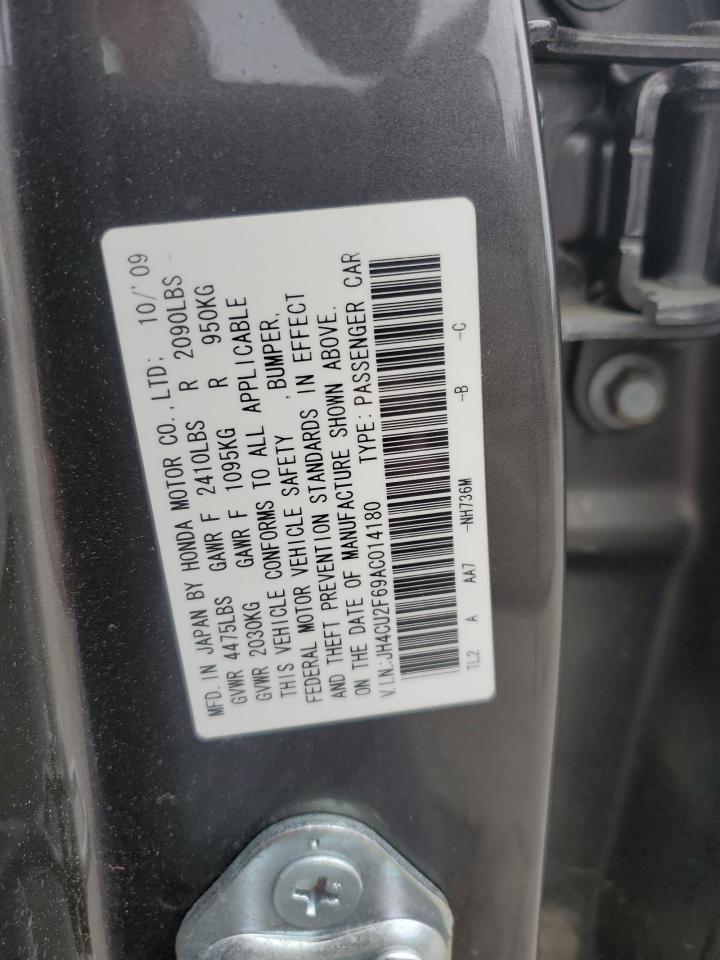 MFD. IN JAPAN BY HONDA MOTOR CO., LTD; 10/'09
GVWR 4475LBS GAWR F 2410LBS R 2090LBS
GVWR 2030KG GAWR F 1095KG R 950KG
THIS VEHICLE CONFORMS TO ALL APPLICABLE
FEDERAL MOTOR VEHICLE SAFETY , BUMPER,
AND THEFT PREVENTION STANDARDS IN EFFECT
ON THE DATE OF MANUFACTURE SHOWN ABOVE.
V.I.N.:JH4CU2F69AC014180 TYPE: PASSENGER CAR
TL2 A AA7 -NH736M -B -C